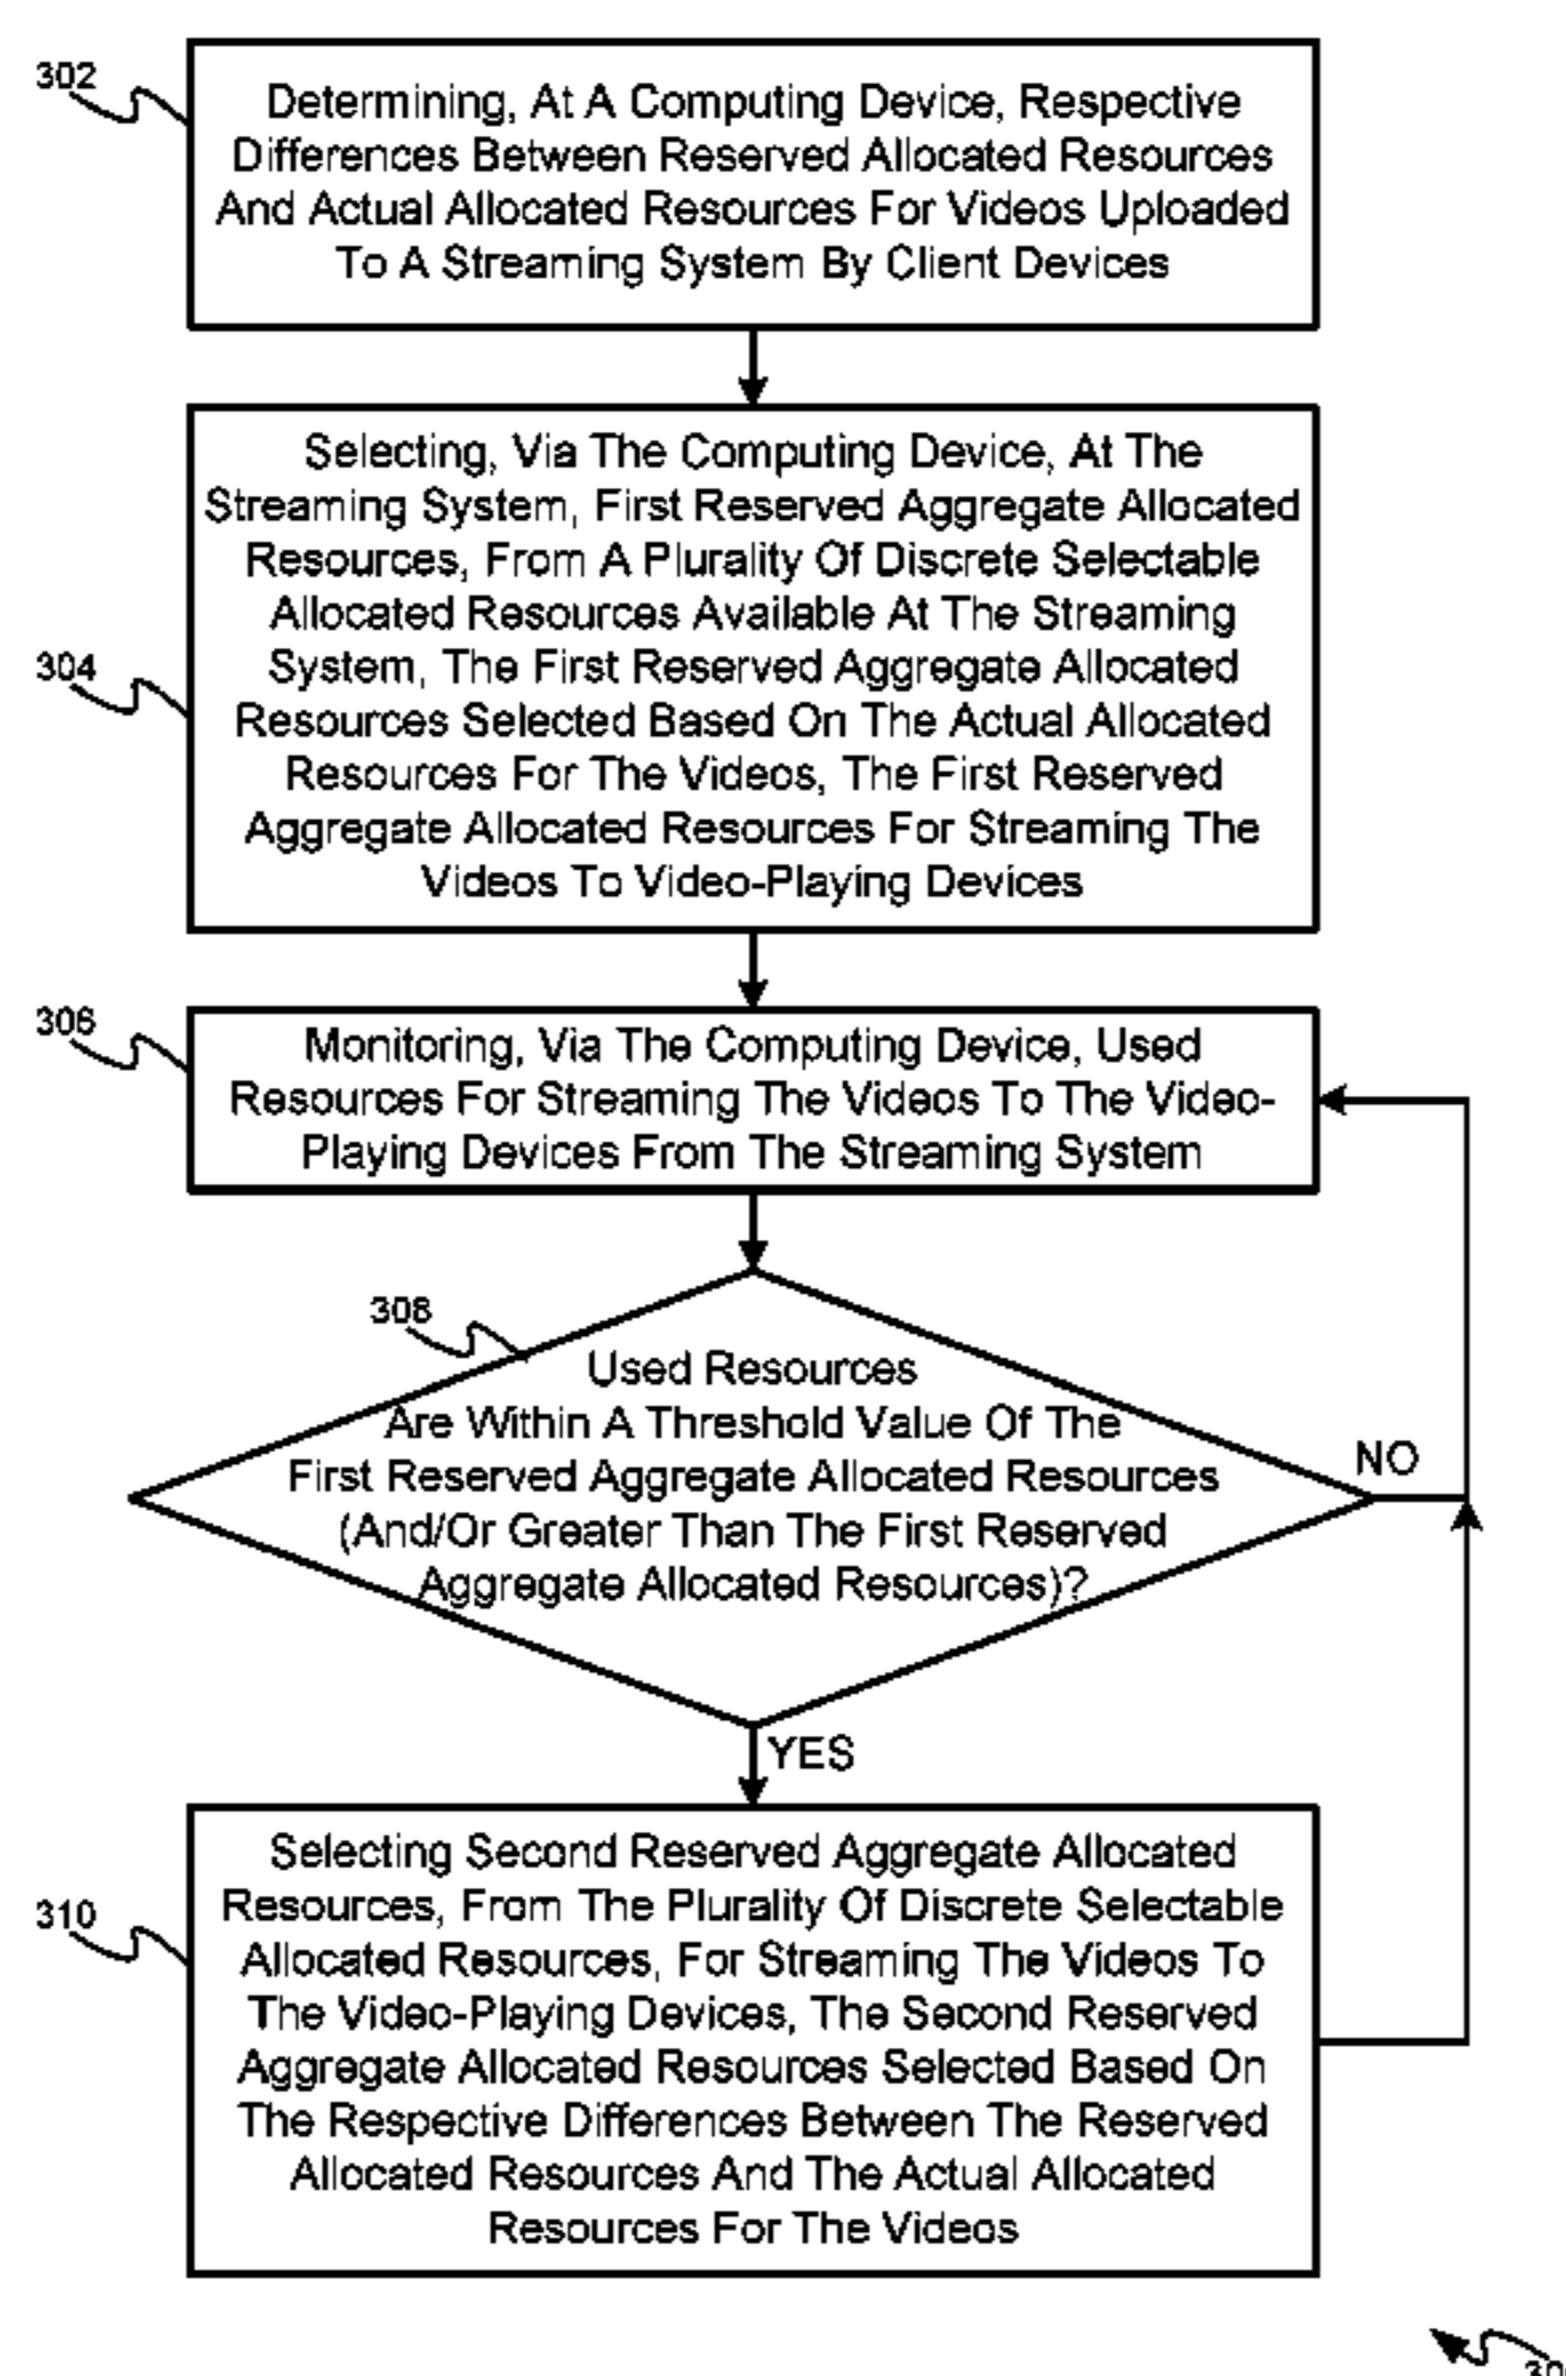 302
Determining, At A Computing Device, Respective
Differences Between Reserved Allocated Resources
And Actual Allocated Resources For Videos Uploaded
To A Streaming System By Client Devices
304
Selecting, Via The Computing Device, At The
Streaming System, First Reserved Aggregate Allocated
Resources, From A Plurality Of Discrete Selectable
Allocated Resources Available At The Streaming
System, The First Reserved Aggregate Allocated
Resources Selected Based On The Actual Allocated
Resources For The Videos, The First Reserved
Aggregate Allocated Resources For Streaming The
Videos To Video-Playing Devices
306
Monitoring, Via The Computing Device, Used
Resources For Streaming The Videos To The Video-
Playing Devices From The Streaming System
308
Used Resources
Are Within A Threshold Value Of The
First Reserved Aggregate Allocated Resources
(And/Or Greater Than The First Reserved
Aggregate Allocated Resources)?
NO
YES
310
Selecting Second Reserved Aggregate Allocated
Resources, From The Plurality Of Discrete Selectable
Allocated Resources, For Streaming The Videos To
The Video-Playing Devices, The Second Reserved
Aggregate Allocated Resources Selected Based On
The Respective Differences Between The Reserved
Allocated Resources And The Actual Allocated
Resources For The Videos